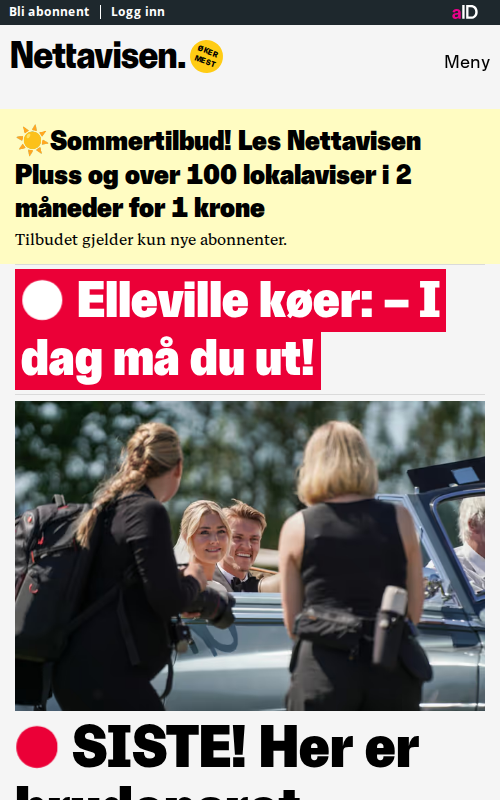 Bli abonnent | Logg inn
aID
Nettavisen.
ØKER
MEST
Meny
☀️Sommertilbud! Les Nettavisen
Pluss og over 100 lokalaviser i 2
måneder for 1 krone
Tilbudet gjelder kun nye abonnenter.
Elleville køer: – I
dag må du ut!
SISTE! Her er
brudeparet